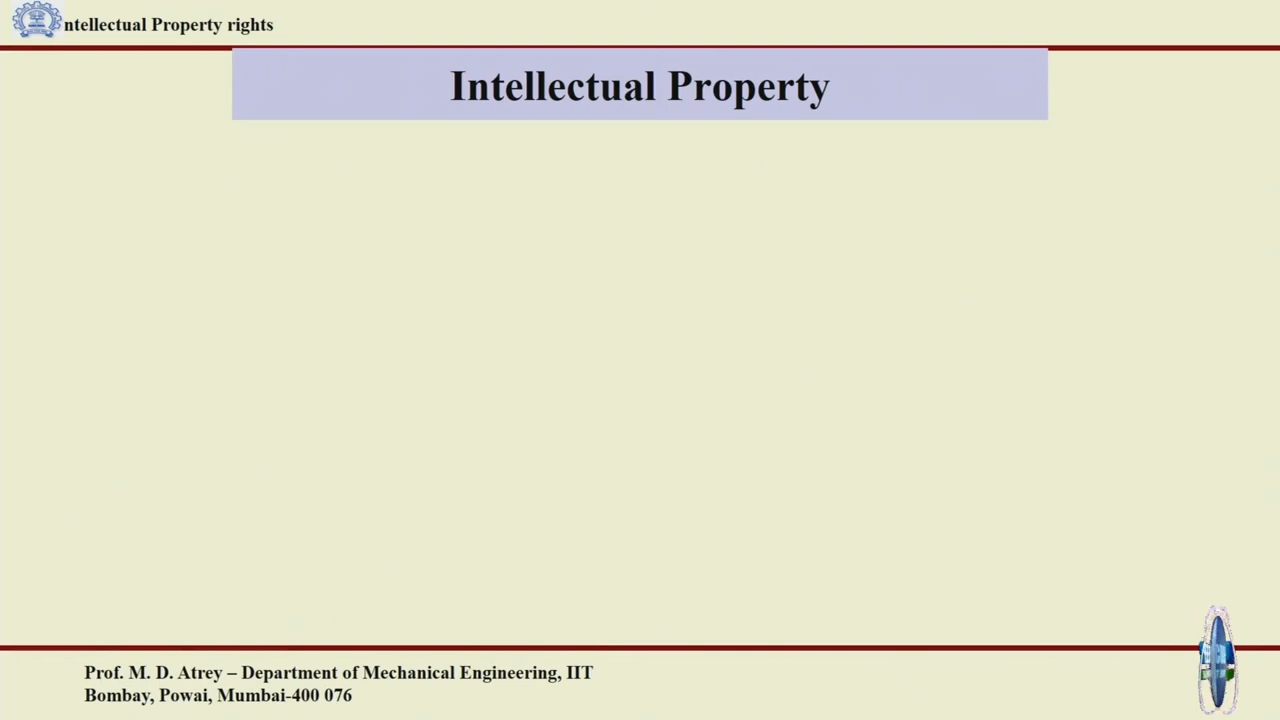 ntellectual Property rights
Intellectual Property
Prof. M. D. Atrey – Department of Mechanical Engineering, IIT
Bombay, Powai, Mumbai-400 076